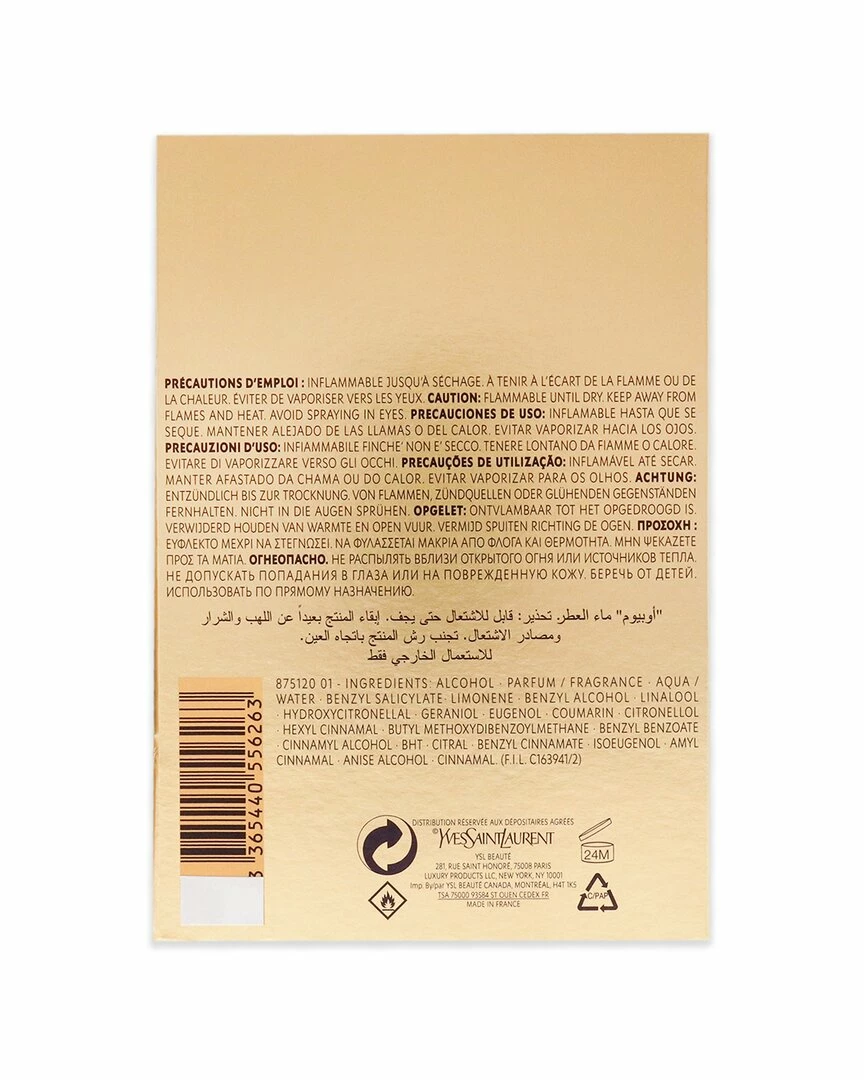 PRÉCAUTIONS D'EMPLOI : INFLAMMABLE JUSQU'À SÉCHAGE. À TENIR À L'ÉCART DE LA FLAMME OU DE
LA CHALEUR. ÉVITER DE VAPORISER VERS LES YEUX. CAUTION: FLAMMABLE UNTIL DRY. KEEP AWAY FROM
FLAMES AND HEAT. AVOID SPRAYING IN EYES. PRECAUCIONES DE USO: INFLAMABLE HASTA QUE SE
SEQUE. MANTENER ALEJADO DE LAS LLAMAS O DEL CALOR. EVITAR VAPORIZAR HACIA LOS OJOS.
PRECAUZIONI D'USO: INFIAMMABILE FINCHE' NON E' SECCO. TENERE LONTANO DA FIAMME O CALORE.
EVITARE DI VAPORIZZARE VERSO GLI OCCHI. PRECAUÇÕES DE UTILIZAÇÃO: INFLAMÁVEL ATÉ SECAR.
MANTER AFASTADO DA CHAMA OU DO CALOR. EVITAR VAPORIZAR PARA OS OLHOS. ACHTUNG:
ENTZÜNDLICH BIS ZUR TROCKNUNG. VON FLAMMEN, ZÜNDQUELLEN ODER GLÜHENDEN GEGENSTÄNDEN
FERNHALTEN. NICHT IN DIE AUGEN SPRÜHEN. OPGELET: ONTVLAMBAAR TOT HET OPGEDROOGD IS.
VERWIJDERD HOUDEN VAN WARMTE EN OPEN VUUR. VERMIJD SPUITEN RICHTING DE OGEN. ΠΡΟΣΟΧΗ :
ΕΥΦΛΕΚΤΟ ΜΕΧΡΙ ΝΑ ΣΤΕΓΝΩΣΕΙ. ΝΑ ΦΥΛΑΣΣΕΤΑΙ ΜΑΚΡΙΑ ΑΠΟ ΦΛΟΓΑ ΚΑΙ ΘΕΡΜΟΤΗΤΑ. ΜΗΝ ΨΕΚΑΖΕΤΕ
ΠΡΟΣ ΤΑ ΜΑΤΙΑ. ОГНЕОПАСНО. НЕ РАСПЫЛЯТЬ ВБЛИЗИ ОТКРЫТОГО ОГНЯ ИЛИ ИСТОЧНИКОВ ТЕПЛА.
НЕ ДОПУСКАТЬ ПОПАДАНИЯ В ГЛАЗА ИЛИ НА ПОВРЕЖДЕННУЮ КОЖУ. БЕРЕЧЬ ОТ ДЕТЕЙ.
ИСПОЛЬЗОВАТЬ ПО ПРЯМОМУ НАЗНАЧЕНИЮ.
"أوبيوم" ماء العطر. تحذير: قابل للاشتعال حتى يجف. إبقاء المنتج بعيداً عن اللهب والشرار
ومصادر الاشتعال. تجنب رش المنتج باتجاه العين.
للاستعمال الخارجي فقط
875120 01 - INGREDIENTS: ALCOHOL · PARFUM / FRAGRANCE · AQUA /
WATER · BENZYL SALICYLATE· LIMONENE · BENZYL ALCOHOL · LINALOOL
· HYDROXYCITRONELLAL · GERANIOL · EUGENOL · COUMARIN · CITRONELLOL
· HEXYL CINNAMAL · BUTYL METHOXYDIBENZOYLMETHANE · BENZYL BENZOATE
· CINNAMYL ALCOHOL · BHT · CITRAL · BENZYL CINNAMATE · ISOEUGENOL · AMYL
CINNAMAL · ANISE ALCOHOL · CINNAMAL. (F.I.L. C163941/2)
3 365440 556263
DISTRIBUTION RÉSERVÉE AUX DÉPOSITAIRES AGRÉÉS
©YVESSAINTLAURENT
YSL BEAUTÉ
281, RUE SAINT HONORÉ, 75008 PARIS
LUXURY PRODUCTS LLC, NEW YORK, NY 10001
Imp. By/par YSL BEAUTÉ CANADA, MONTRÉAL, H4T 1K5
TSA 75000 93584 ST OUEN CEDEX FR
MADE IN FRANCE
24M
C/PAP